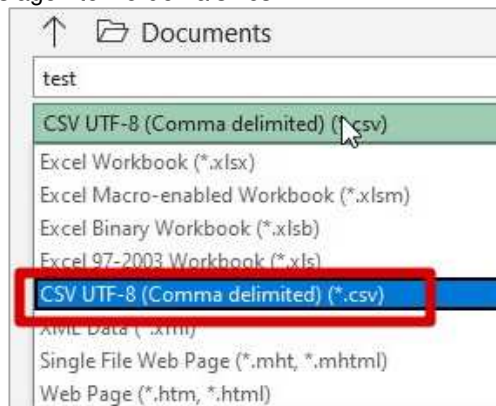 Documents
test
CSV UTF-8 (Comma delimited) (*.csv)
Excel Workbook (*.xlsx)
Excel Macro-enabled Workbook (*.xlsm)
Excel Binary Workbook (*.xlsb)
Excel 97-2003 Workbook (*.xls)
CSV UTF-8 (Comma delimited) (*.csv)
XML Data (*.xml)
Single File Web Page (*.mht, *.mhtml)
Web Page (*.htm, *.html)